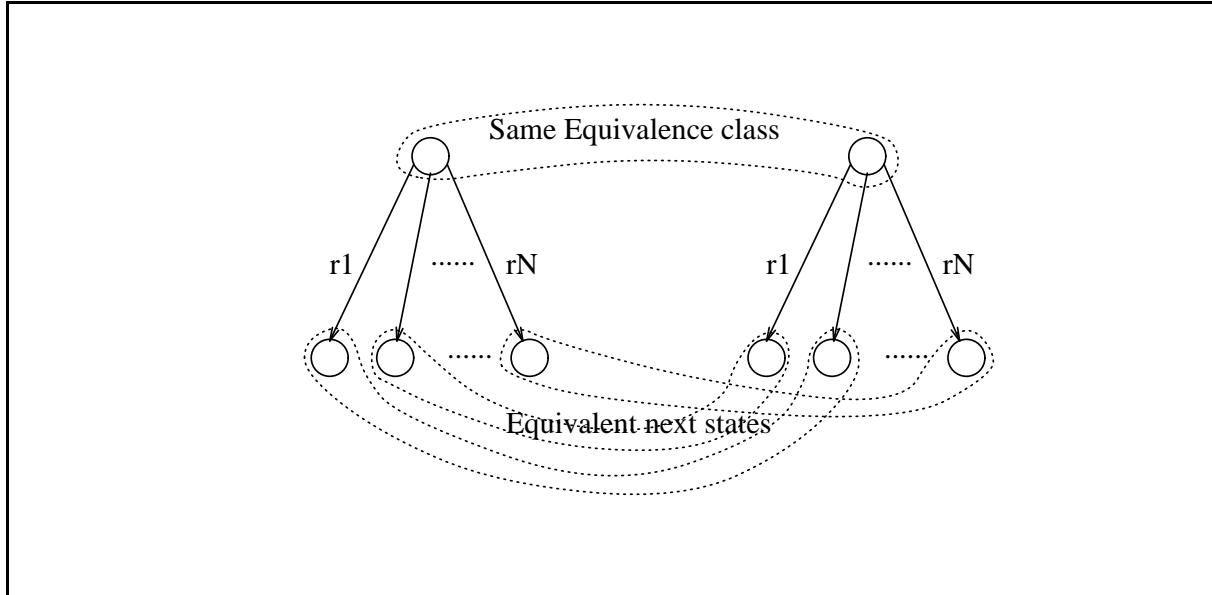 Same Equivalence class
r1 ...... rN r1 ...... rN
...... ......
Equivalent next states